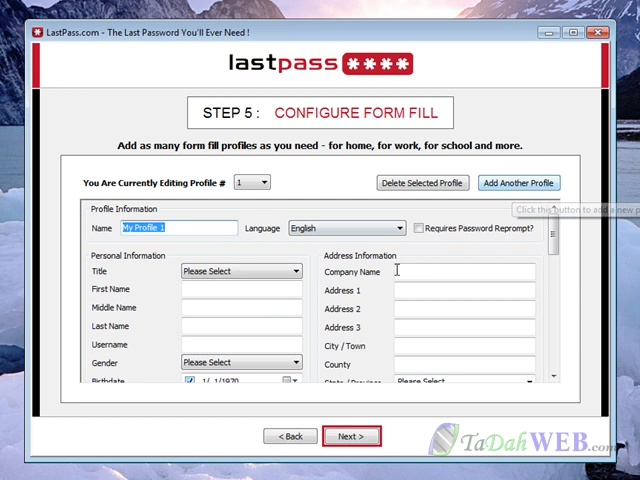 LastPass.com - The Last Password You'll Ever Need !
lastpass ****
STEP 5 : CONFIGURE FORM FILL
Add as many form fill profiles as you need - for home, for work, for school and more.
You Are Currently Editing Profile # 1 Delete Selected Profile Add Another Profile
Click this button to add a new p
Profile Information
Name My Profile 1 Language English Requires Password Reprompt?
Personal Information Address Information
Title Please Select Company Name
First Name Address 1
Middle Name Address 2
Last Name Address 3
Username City / Town
Gender Please Select County
Birthdate 1/ 1/1970 State / Province Please Select
< Back Next >
TaDahWEB.com